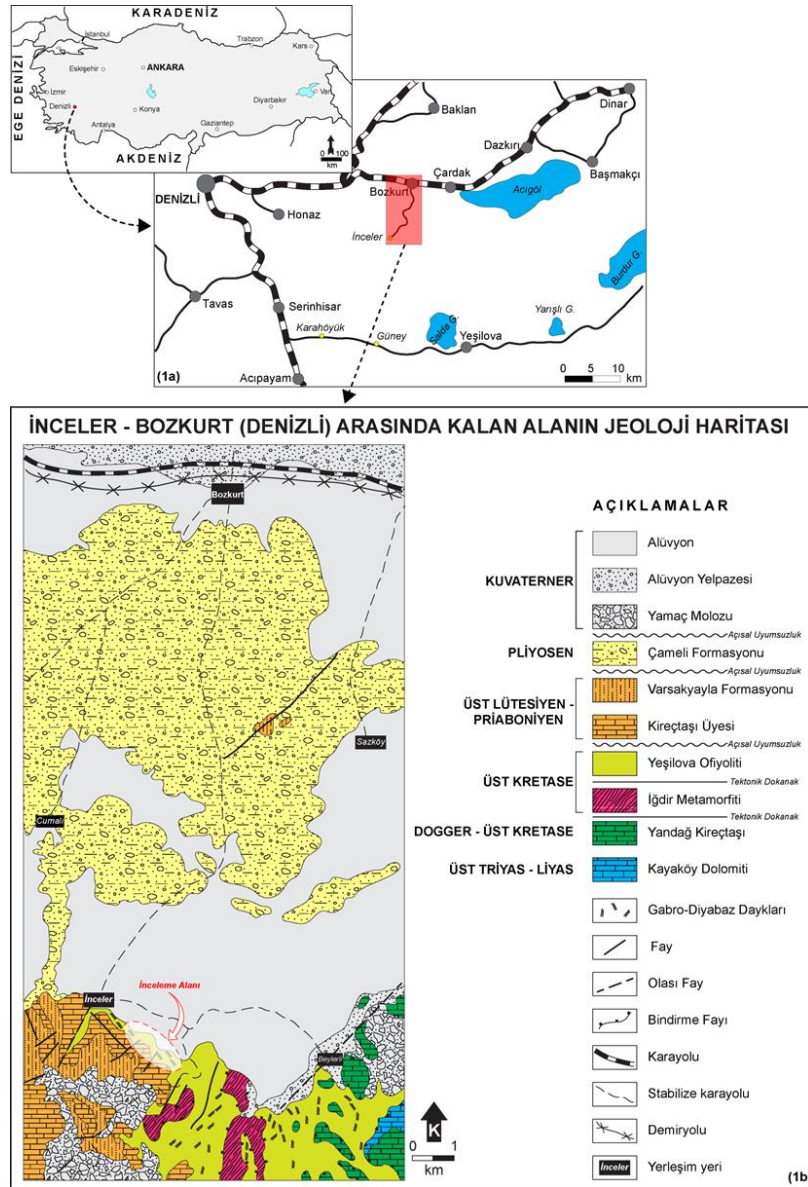 KARADENİZ
İstanbul
Trabzon
Kars
Eskişehir
ANKARA
EGE DENİZİ
İzmir
Van
Denizli
Konya
Diyarbakır
Antalya
Gaziantep
AKDENİZ
0 100
km
Baklan
Dinar
Dazkırı
Çardak
Başmakçı
Bozkurt
Acıgöl
DENİZLİ
Honaz
İnceler
Burdur G.
Tavas
Serinhisar
Yarışlı G.
Karahöyük
Salda G.
Güney
Yeşilova
Acıpayam
0 5 10
km
(1a)
İNCELER - BOZKURT (DENİZLİ) ARASINDA KALAN ALANIN JEOLOJİ HARİTASI
Bozkurt
Sazköy
Cumalı
İnceler
İnceleme Alanı
Beylerli
K
0 1
km
AÇIKLAMALAR
KUVATERNER
Alüvyon
Alüvyon Yelpazesi
Yamaç Molozu
Açısal Uyumsuzluk
PLİYOSEN
Çameli Formasyonu
Açısal Uyumsuzluk
ÜST LÜTESİYEN -
PRİABONİYEN
Varsakyayla Formasyonu
Kireçtaşı Üyesi
Açısal Uyumsuzluk
ÜST KRETASE
Yeşilova Ofiyoliti
Tektonik Dokanak
İğdir Metamorfiti
Tektonik Dokanak
DOGGER - ÜST KRETASE
Yandağ Kireçtaşı
ÜST TRİYAS - LİYAS
Kayaköy Dolomiti
Gabro-Diyabaz Daykları
Fay
Olası Fay
Bindirme Fayı
Karayolu
Stabilize karayolu
Demiryolu
İnceler
Yerleşim yeri
(1b)